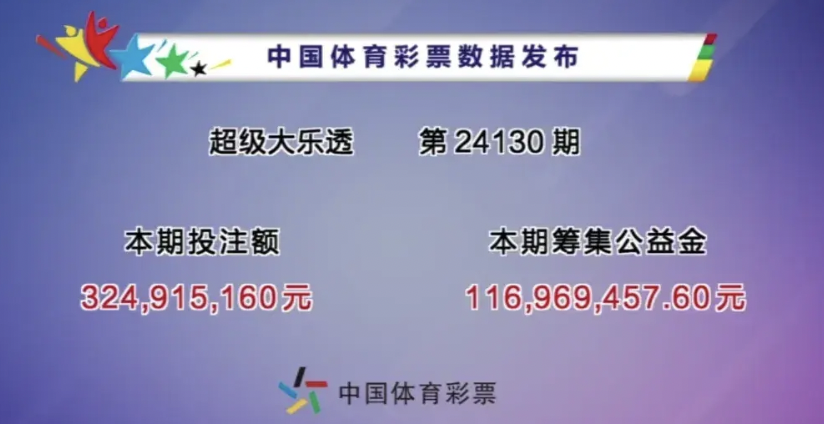 中国体育彩票数据发布
超级大乐透 第 24130 期
本期投注额 本期筹集公益金
324,915,160元 116,969,457.60元
中国体育彩票